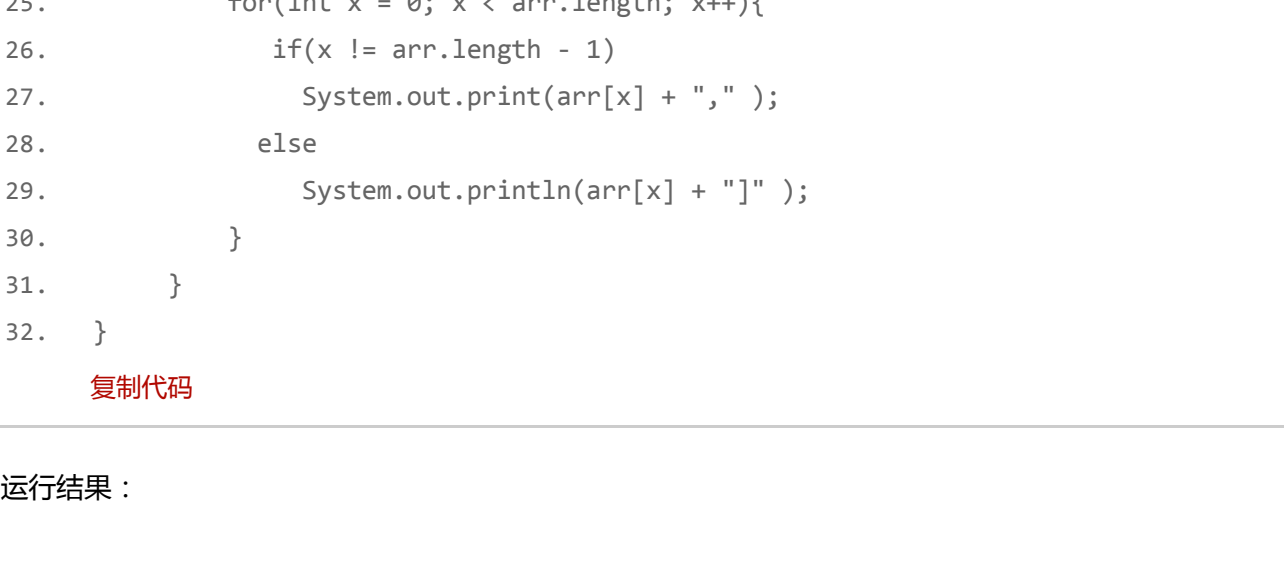 25. for(int x = 0; x < arr.length; x++){
26. if(x != arr.length - 1)
27. System.out.print(arr[x] + "," );
28. else
29. System.out.println(arr[x] + "]" );
30. }
31. }
32. }
复制代码
运行结果：